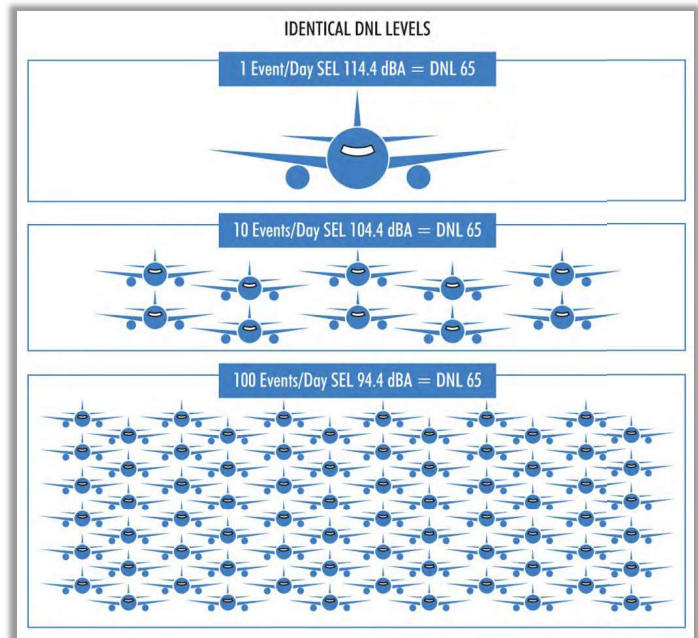 IDENTICAL DNL LEVELS
1 Event/Day SEL 114.4 dBA = DNL 65
10 Events/Day SEL 104.4 dBA = DNL 65
100 Events/Day SEL 94.4 dBA = DNL 65